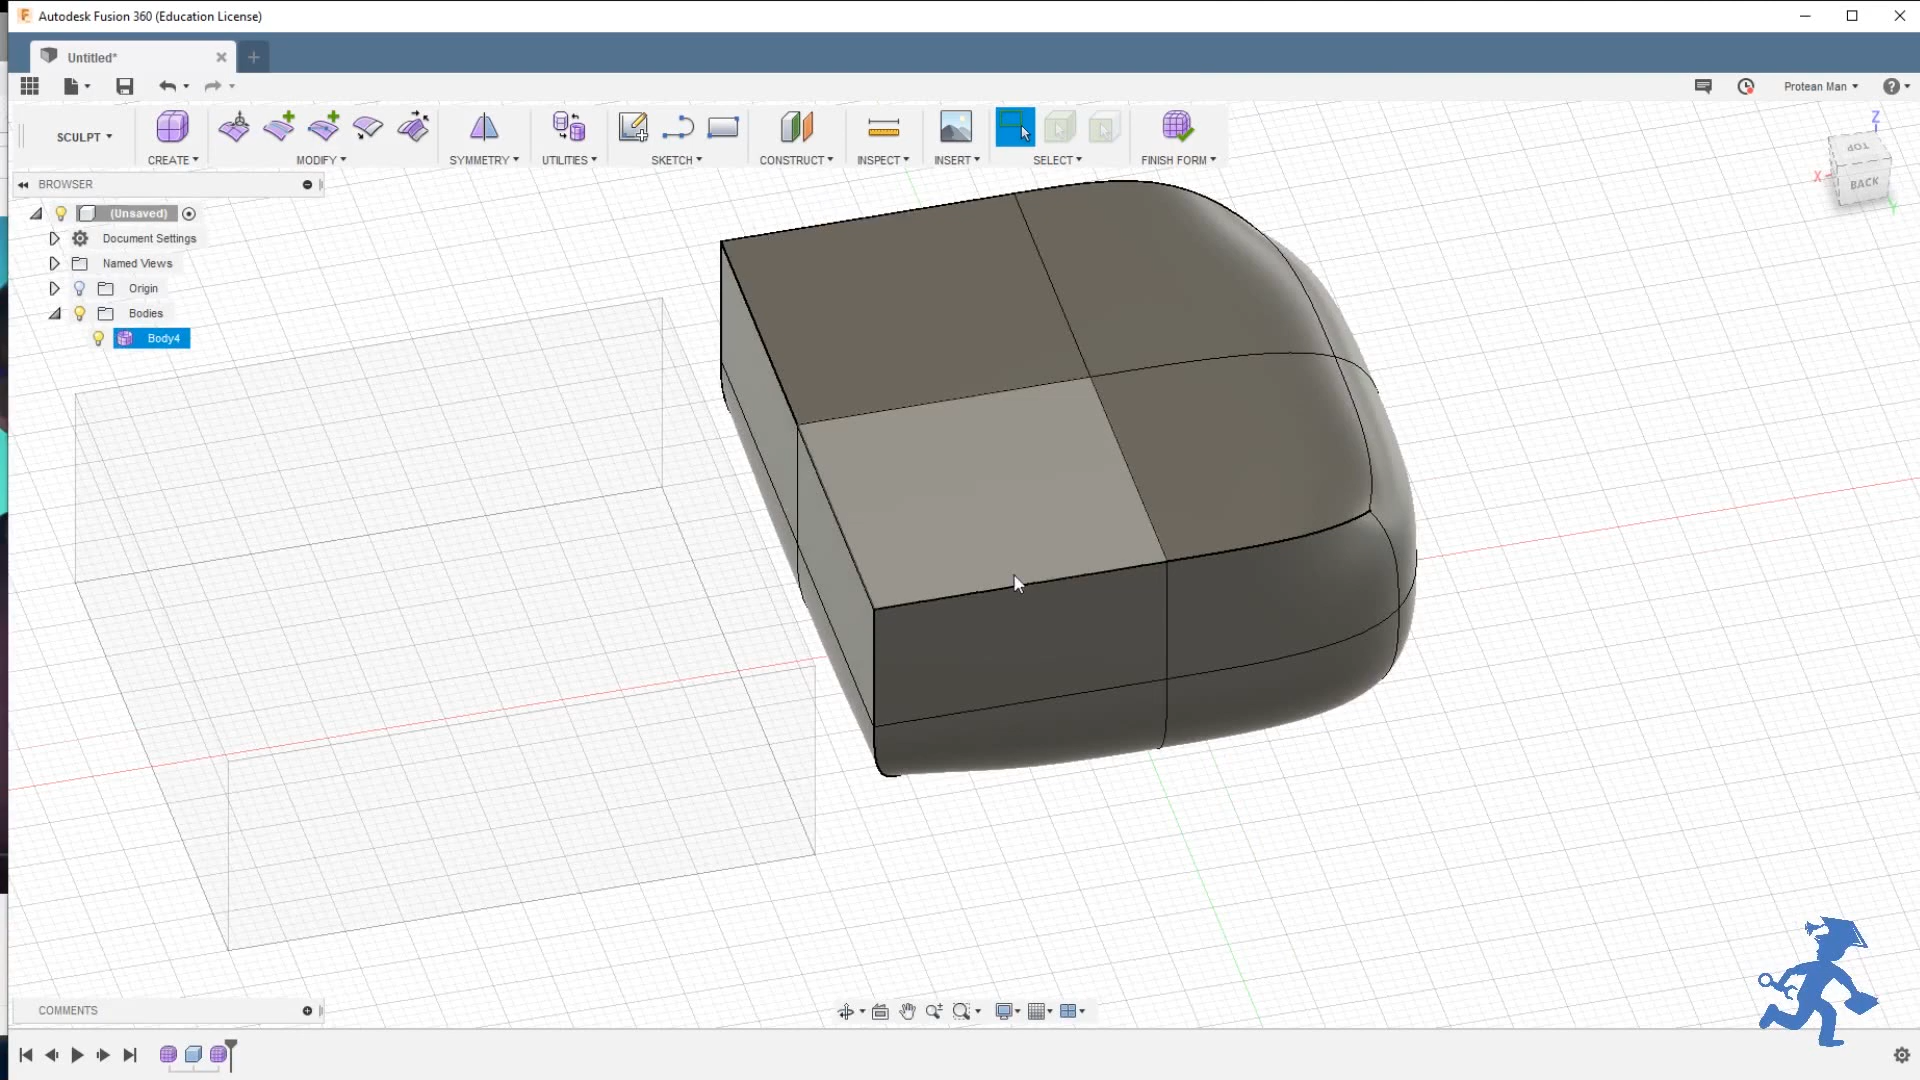 Autodesk Fusion 360 (Education License)
Untitled*
Protean Man
SCULPT
CREATE
MODIFY
SYMMETRY
UTILITIES
SKETCH
CONSTRUCT
INSPECT
INSERT
SELECT
FINISH FORM
BROWSER
(Unsaved)
Document Settings
Named Views
Origin
Bodies
Body4
Z
TOP
X
BACK
Y
COMMENTS